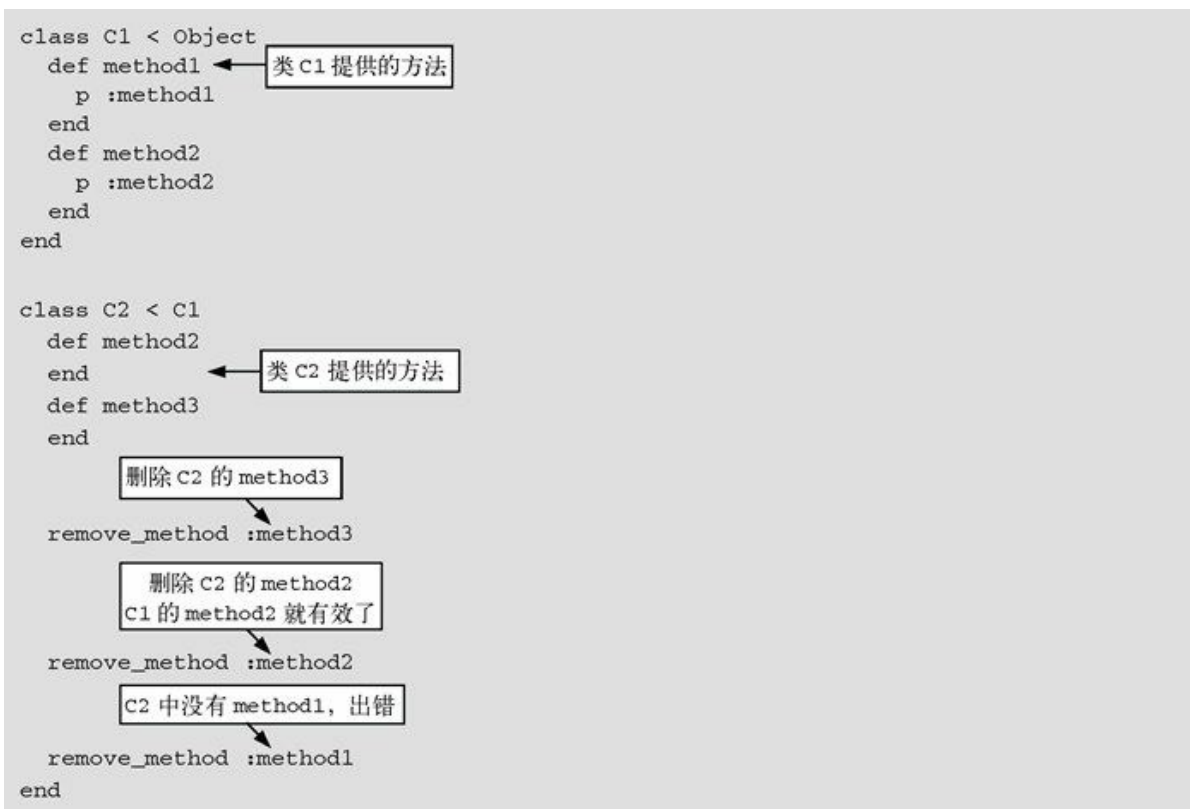 class C1 < Object
def method1 类C1提供的方法
p :method1
end
def method2
p :method2
end
end
class C2 < C1
def method2
end 类 C2 提供的方法
def method3
end
删除 C2 的 method3
remove_method :method3
删除 C2 的 method2
C1 的 method2 就有效了
remove_method :method2
C2 中没有 method1，出错
remove_method :method1
end